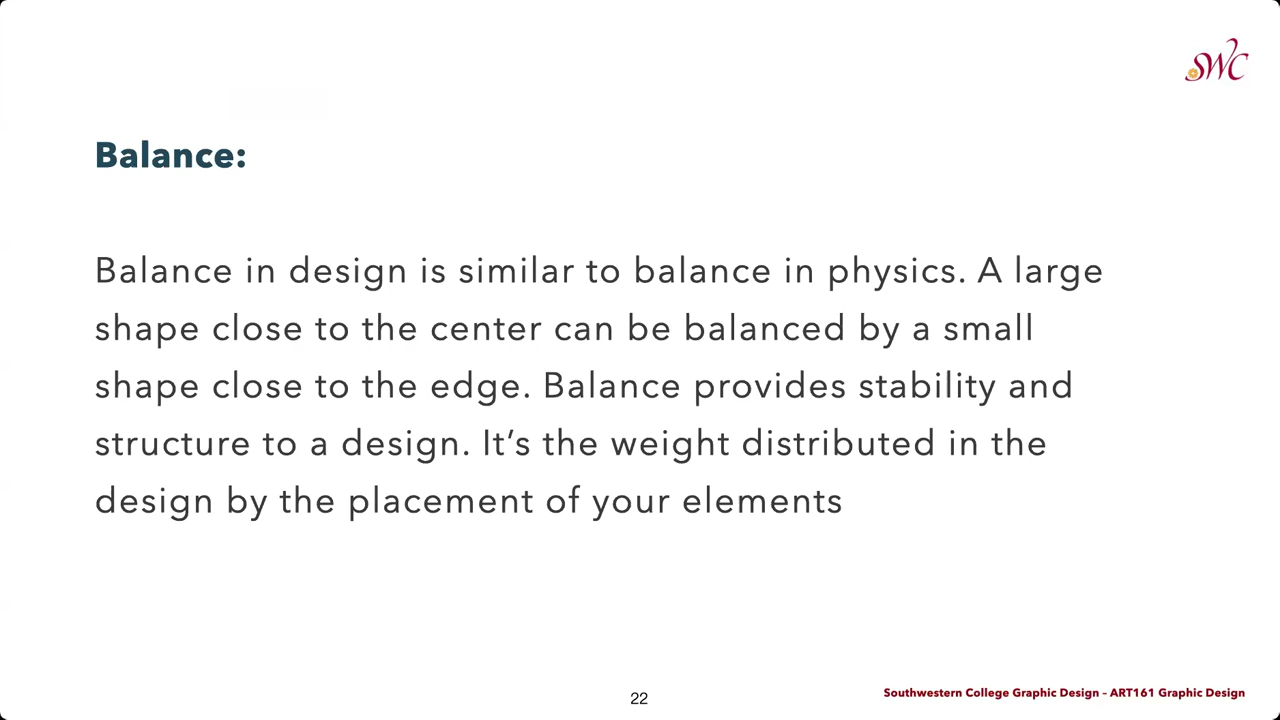 SWC
Balance:
Balance in design is similar to balance in physics. A large
shape close to the center can be balanced by a small
shape close to the edge. Balance provides stability and
structure to a design. It’s the weight distributed in the
design by the placement of your elements
22
Southwestern College Graphic Design – ART161 Graphic Design